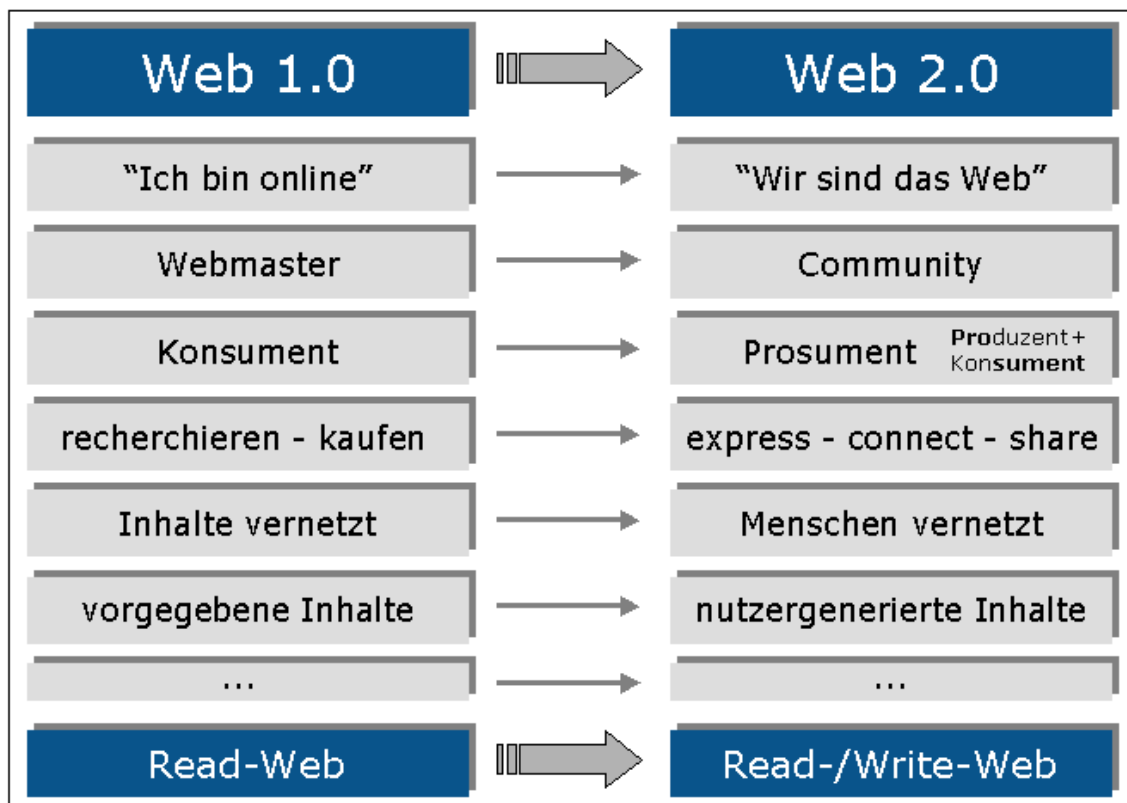 Web 1.0
Web 2.0
“Ich bin online”
“Wir sind das Web”
Webmaster
Community
Konsument
Prosument
Produzent+
Konsument
recherchieren - kaufen
express - connect - share
Inhalte vernetzt
Menschen vernetzt
vorgegebene Inhalte
nutzergenerierte Inhalte
...
...
Read-Web
Read-/Write-Web